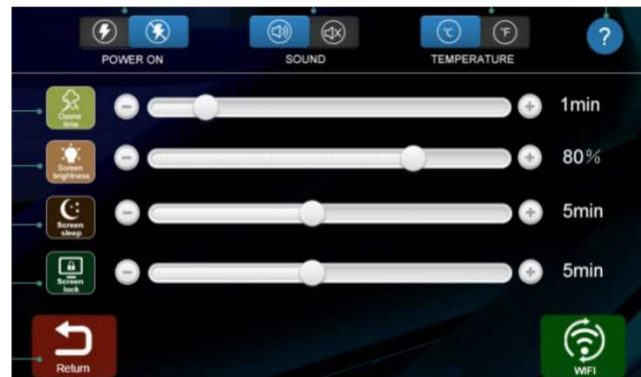 °C
°F
?
POWER ON
SOUND
TEMPERATURE
Ozone
time
1min
Screen
brightness
80%
Screen
sleep
5min
Screen
lock
5min
Return
WIFI